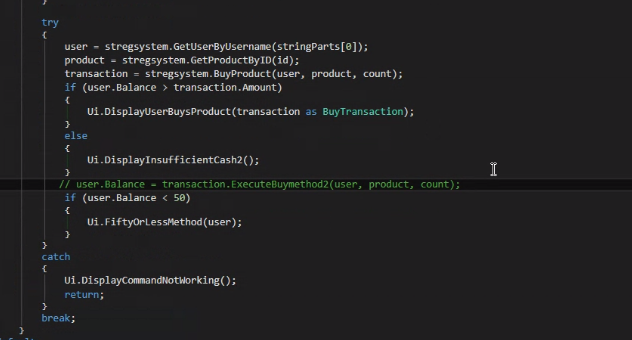 }
try
{
user = stregsystem.GetUserByUsername(stringParts[0]);
product = stregsystem.GetProductByID(id);
transaction = stregsystem.BuyProduct(user, product, count);
if (user.Balance > transaction.Amount)
{
Ui.DisplayUserBuysProduct(transaction as BuyTransaction);
}
else
{
Ui.DisplayInsufficientCash2();
}
// user.Balance = transaction.ExecuteBuymethod2(user, product, count);
if (user.Balance < 50)
{
Ui.FiftyOrLessMethod(user);
}
}
catch
{
Ui.DisplayCommandNotWorking();
return;
}
break;
}